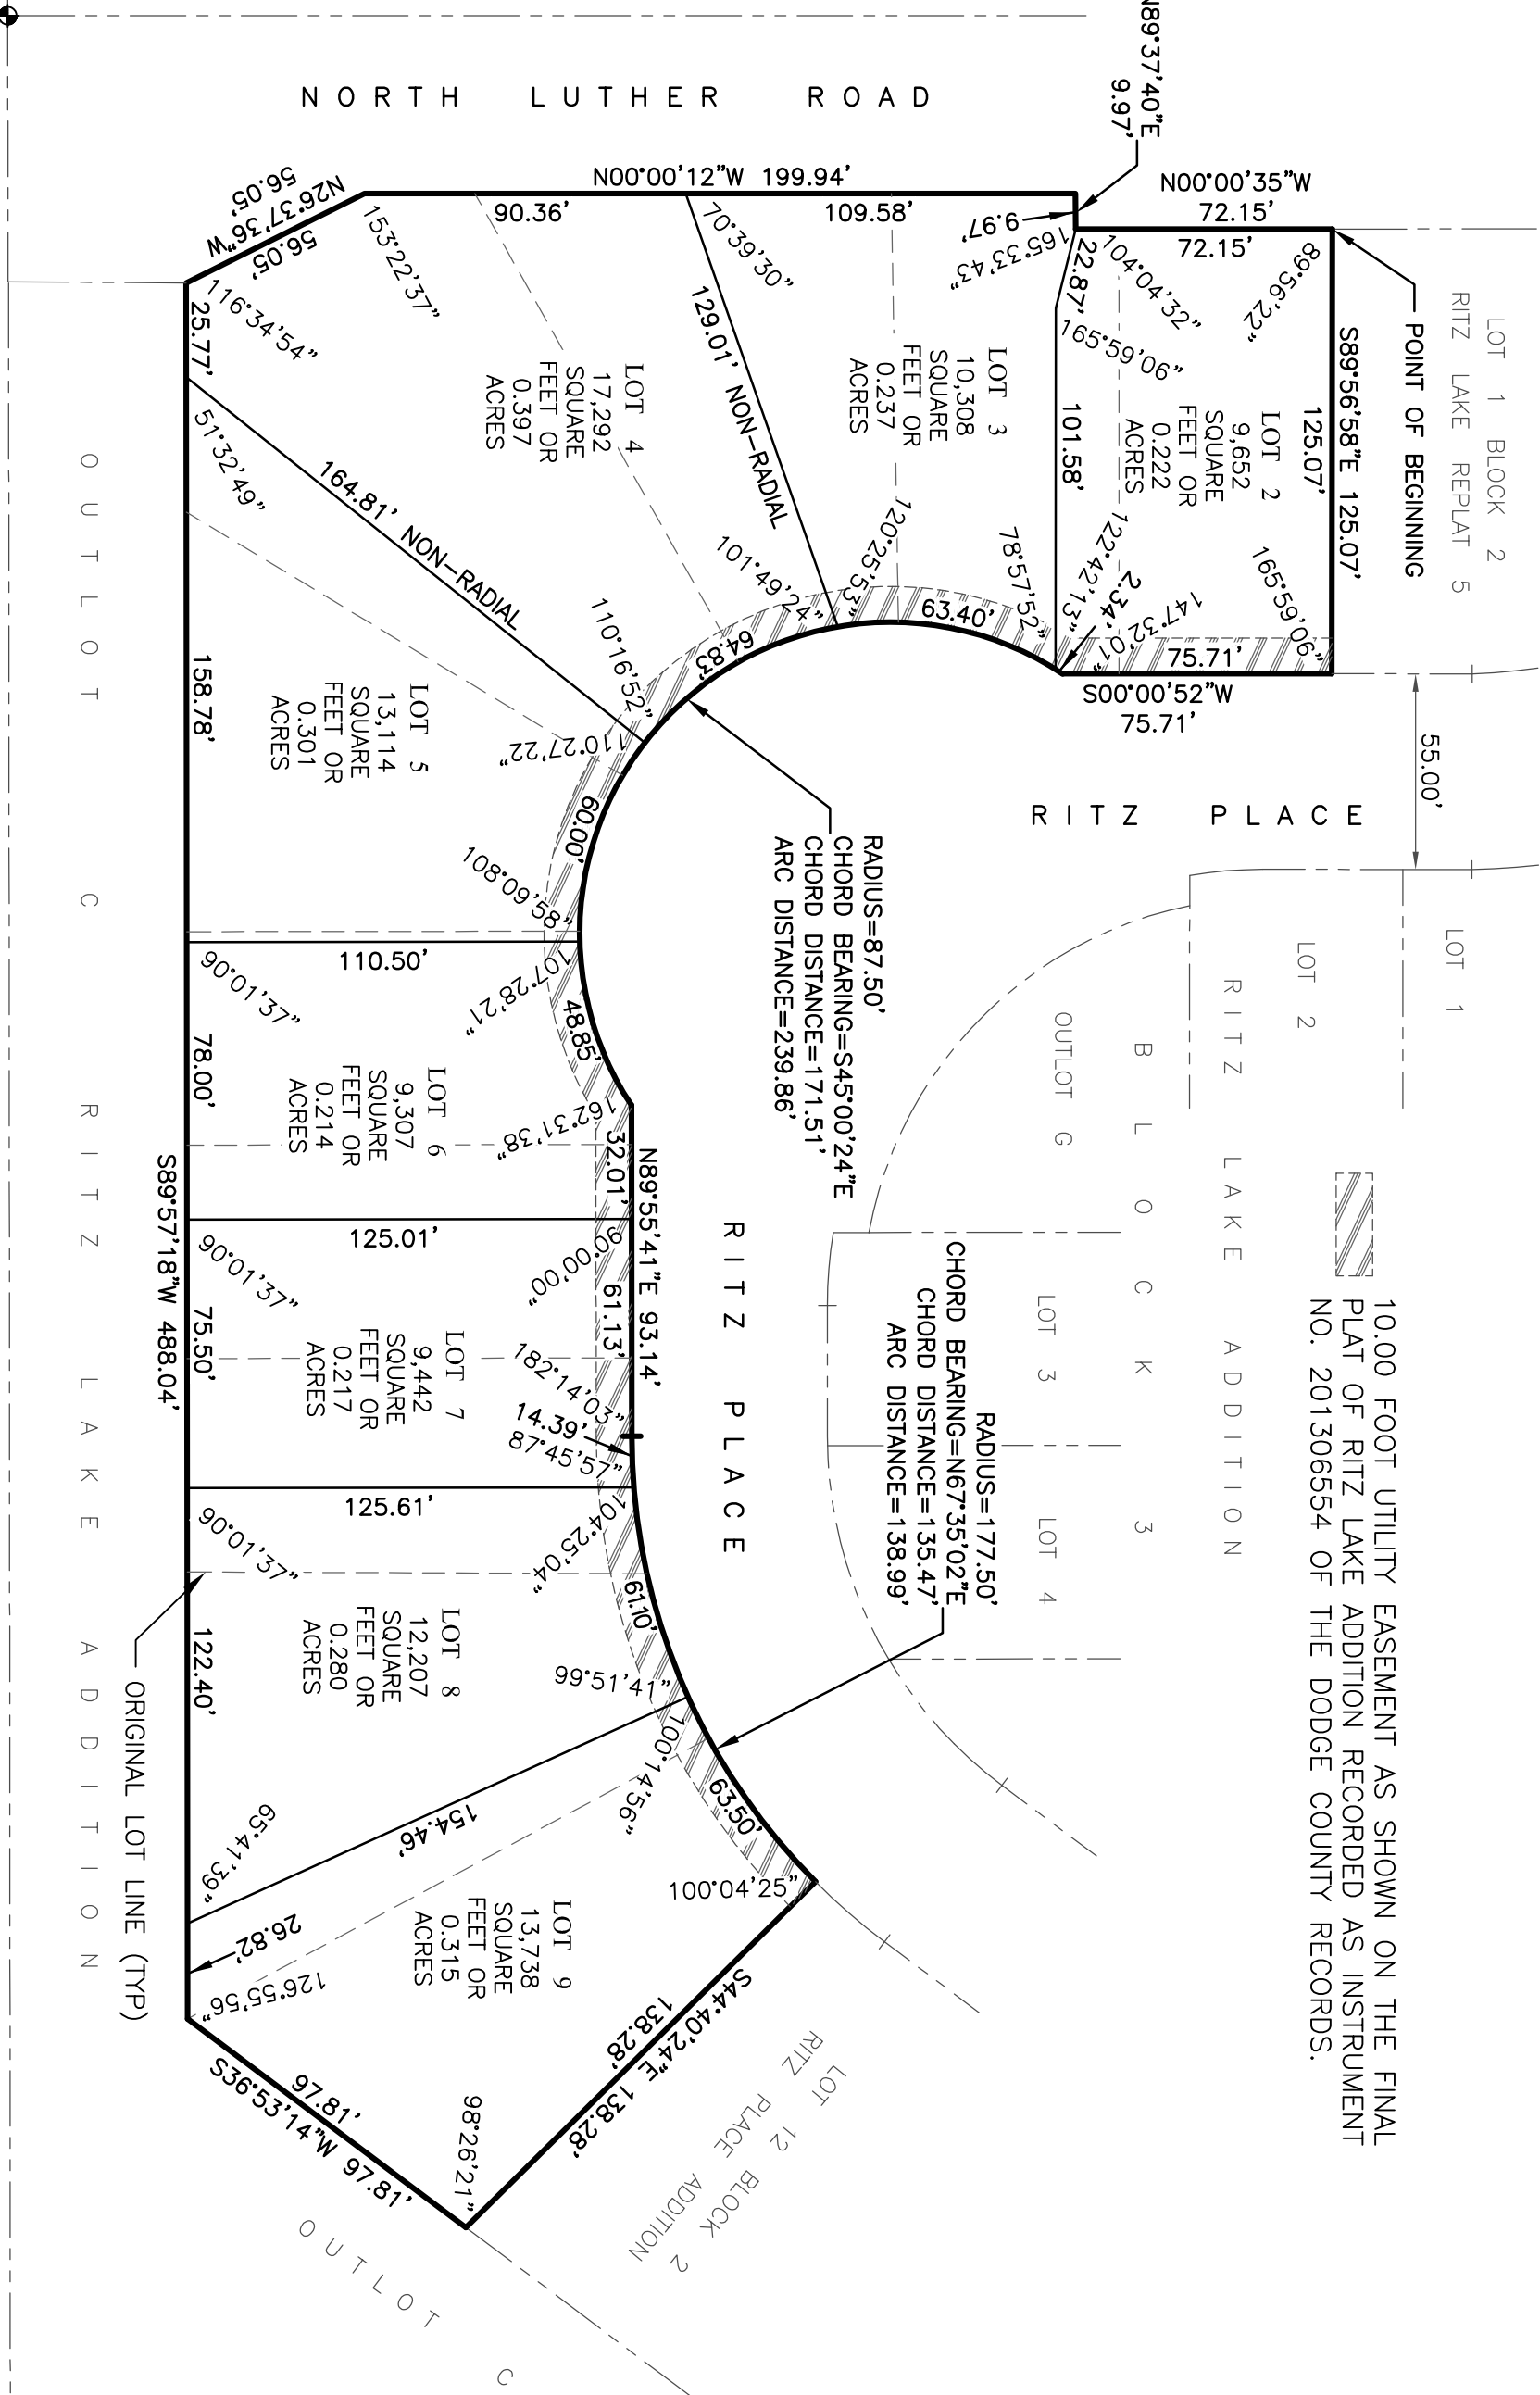 N89°37'40"E
9.97'
NORTH LUTHER ROAD
N00°00'12"W 199.94'
N00°00'35"W
72.15'
72.15'
90.36'
109.58'
9.97'
N26°37'36"W
56.05'
56.05'
153°22'37"
116°34'54"
70°39'30"
165°33'43"
104°04'32"
89°56'22"
22.87'
165°59'06"
101.58'
LOT 1 BLOCK 2
RITZ LAKE REPLAT 5
POINT OF BEGINNING
S89°56'58"E 125.07'
125.07'
LOT 2
9,652
SQUARE
FEET OR
0.222
ACRES
165°59'06"
147°32'01"
122°42'13"
2.34'
75.71'
S00°00'52"W
75.71'
55.00'
LOT 3
10,308
SQUARE
FEET OR
0.237
ACRES
78°57'52"
120°25'53"
63.40'
129.01' NON-RADIAL
LOT 4
17,292
SQUARE
FEET OR
0.397
ACRES
101°49'24"
110°16'52"
64.83'
25.77'
51°32'49"
164.81' NON-RADIAL
LOT 5
13,114
SQUARE
FEET OR
0.301
ACRES
110°27'22"
60.00'
108°09'58"
158.78'
110.50'
RITZ PLACE
RADIUS=87.50'
CHORD BEARING=S45°00'24"E
CHORD DISTANCE=171.51'
ARC DISTANCE=239.86'
LOT 6
9,307
SQUARE
FEET OR
0.214
ACRES
90°01'37"
107°28'21"
48.85'
162°31'38"
32.01'
78.00'
125.01'
N89°55'41"E 93.14'
S89°57'18"W 488.04'
LOT 7
9,442
SQUARE
FEET OR
0.217
ACRES
90°01'37"
90°00'00"
61.13'
182°14'03"
14.39'
87°45'57"
75.50'
125.61'
RITZ PLACE
RADIUS=177.50'
CHORD BEARING=N67°35'02"E
CHORD DISTANCE=135.47'
ARC DISTANCE=138.99'
LOT 8
12,207
SQUARE
FEET OR
0.280
ACRES
90°01'37"
104°25'04"
61.10'
99°51'41"
65°41'39"
122.40'
154.46'
ORIGINAL LOT LINE (TYP)
LOT 9
13,738
SQUARE
FEET OR
0.315
ACRES
100°14'56"
63.50'
100°04'25"
26.82'
126°55'56"
98°26'21"
S44°40'24"E 138.28'
138.28'
97.81'
S36°53'14"W 97.81'
LOT 12 BLOCK 2
RITZ PLACE ADDITION
OUTLOT C
OUTLOT C RITZ LAKE ADDITION
LOT 1
LOT 2
RITZ LAKE ADDITION
BLOCK 3
OUTLOT G
LOT 3
LOT 4
10.00 FOOT UTILITY EASEMENT AS SHOWN ON THE FINAL
PLAT OF RITZ LAKE ADDITION RECORDED AS INSTRUMENT
NO. 201306554 OF THE DODGE COUNTY RECORDS.